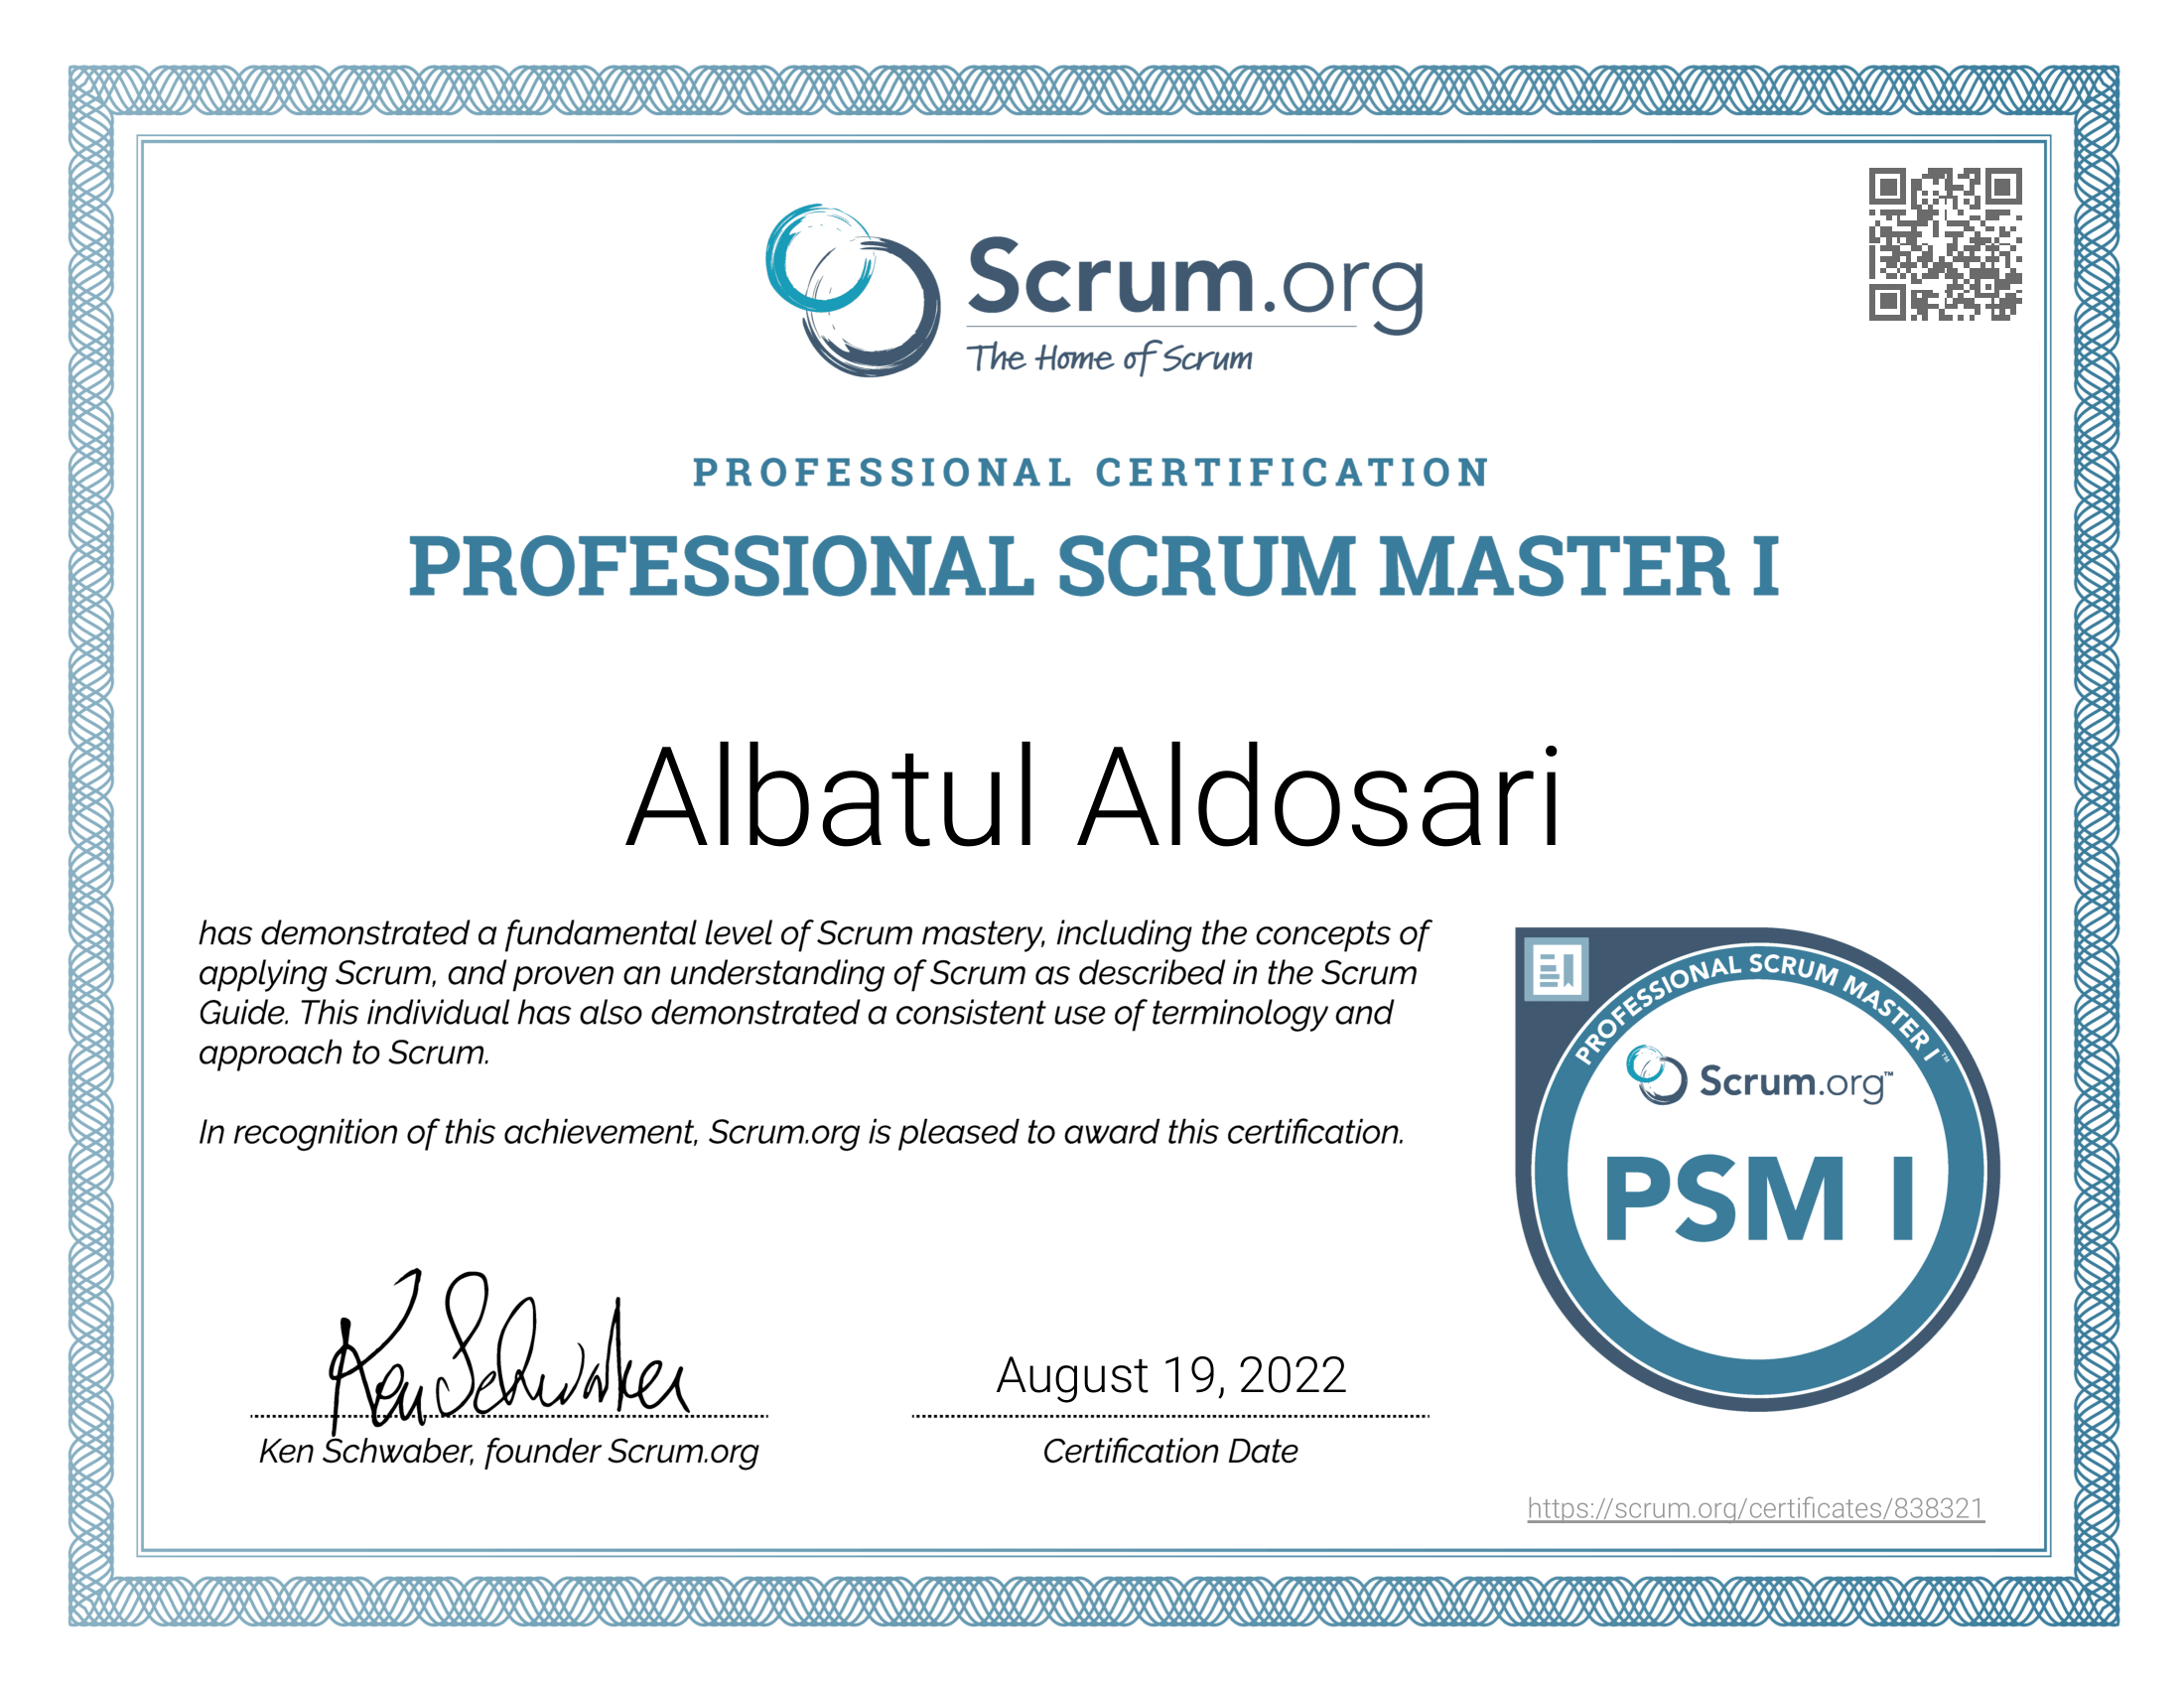 Scrum.org
The Home of Scrum
PROFESSIONAL CERTIFICATION
PROFESSIONAL SCRUM MASTER I
Albatul Aldosari
has demonstrated a fundamental level of Scrum mastery, including the concepts of
applying Scrum, and proven an understanding of Scrum as described in the Scrum
Guide. This individual has also demonstrated a consistent use of terminology and
approach to Scrum.
In recognition of this achievement, Scrum.org is pleased to award this certification.
PROFESSIONAL SCRUM MASTER I™
Scrum.org™
PSM I
Ken Schwaber
August 19, 2022
Ken Schwaber, founder Scrum.org
Certification Date
https://scrum.org/certificates/838321